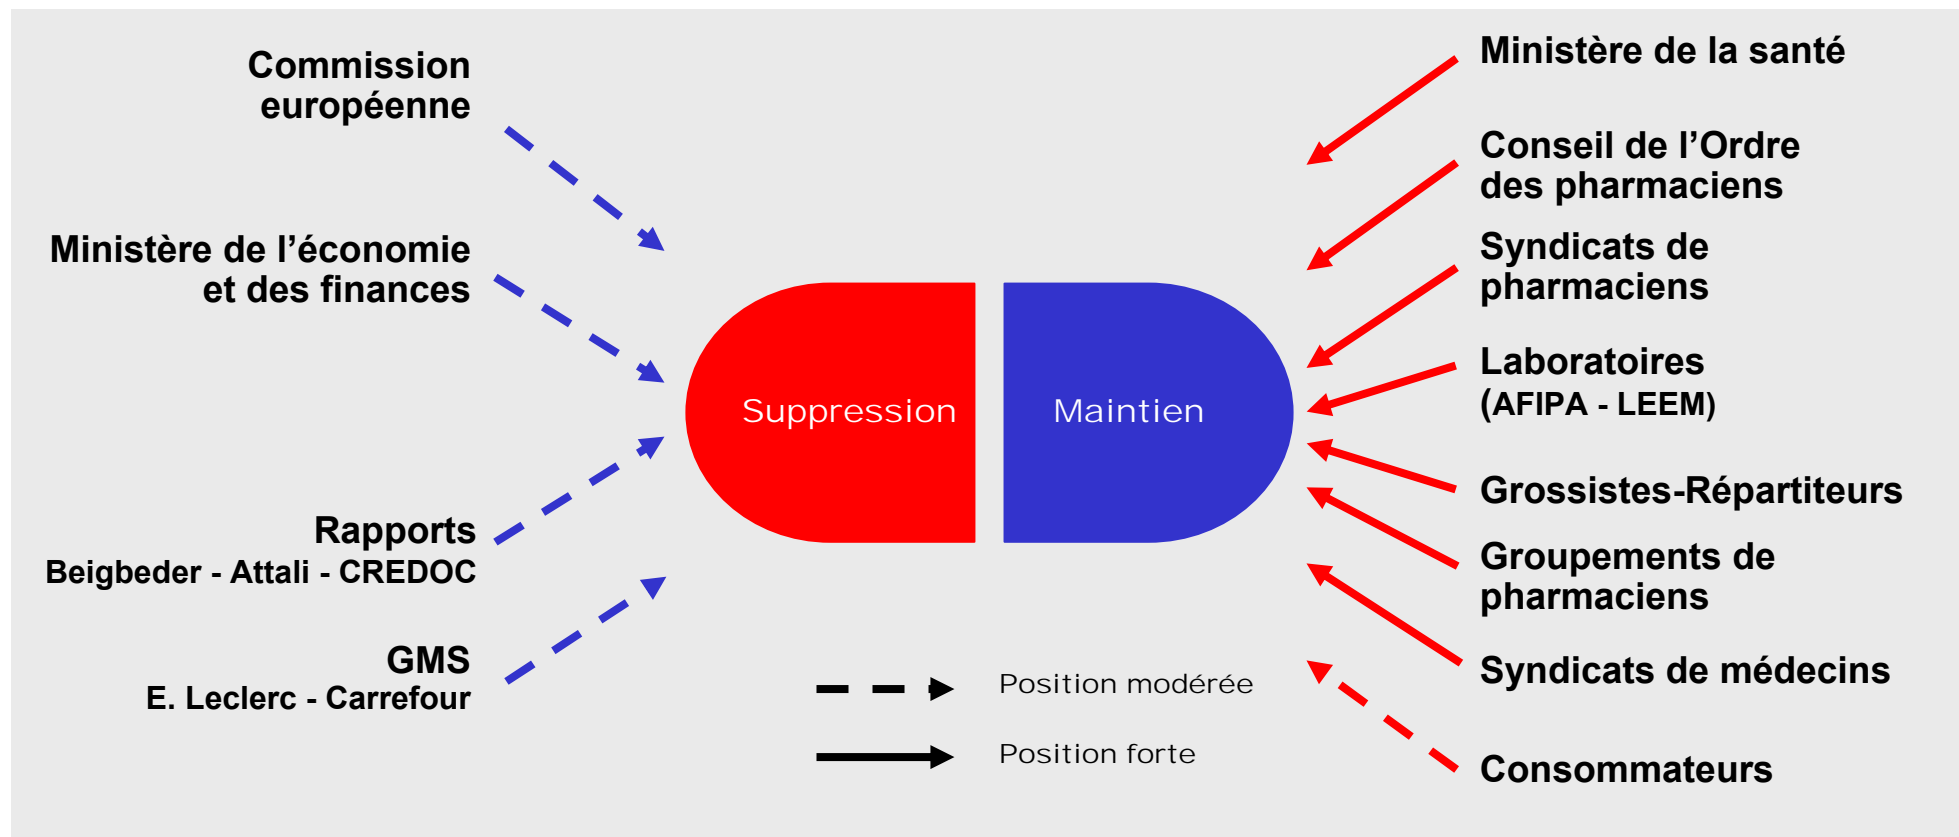 Commission
européenne
Ministère de l’économie
et des finances
Rapports
Beigbeder - Attali - CREDOC
GMS
E. Leclerc - Carrefour
Suppression
Maintien
Position modérée
Position forte
Ministère de la santé
Conseil de l’Ordre
des pharmaciens
Syndicats de
pharmaciens
Laboratoires
(AFIPA - LEEM)
Grossistes-Répartiteurs
Groupements de
pharmaciens
Syndicats de médecins
Consommateurs